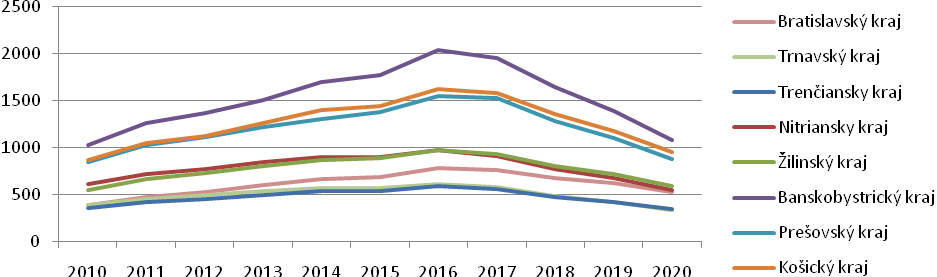 2500
2000
1500
1000
500
0
2010 2011 2012 2013 2014 2015 2016 2017 2018 2019 2020
Bratislavský kraj
Trnavský kraj
Trenčiansky kraj
Nitriansky kraj
Žilinský kraj
Banskobystrický kraj
Prešovský kraj
Košický kraj